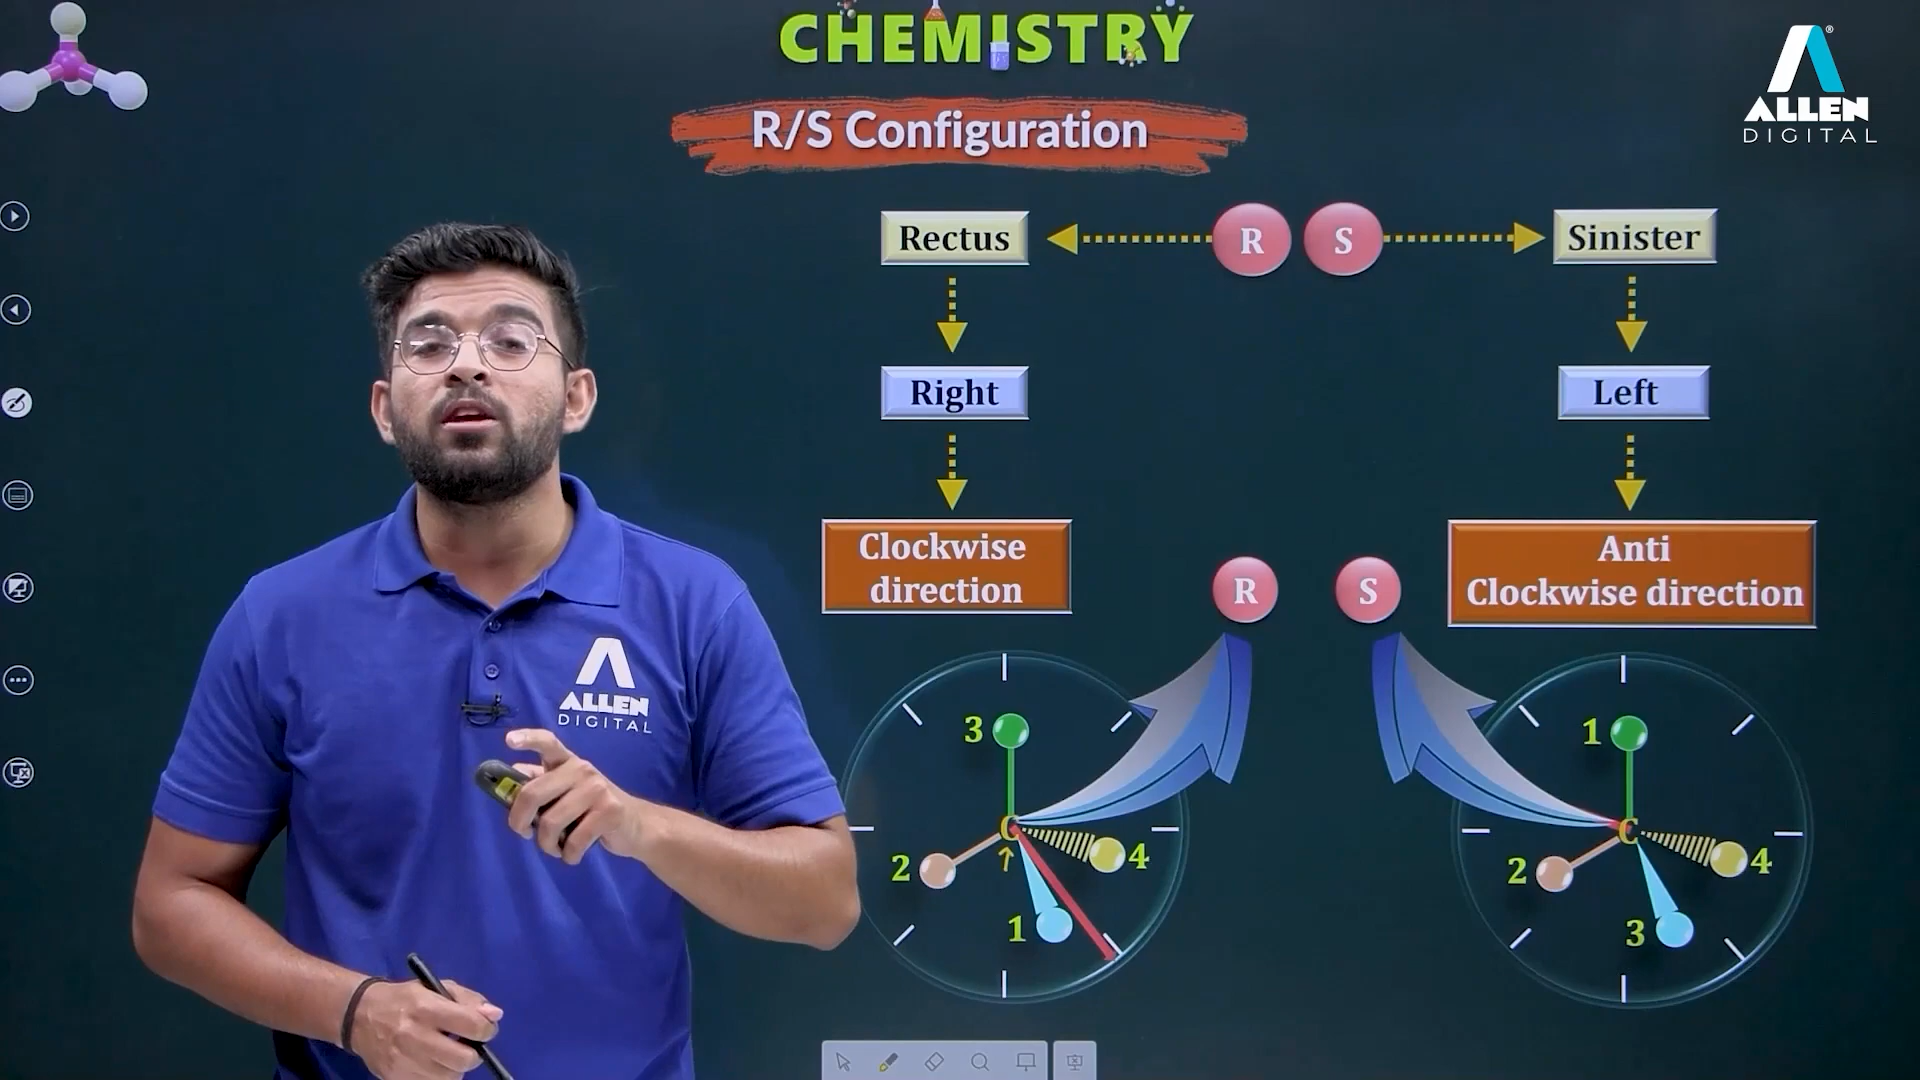 CHEMISTRY
R/S Configuration
ALLEN
DIGITAL
Rectus
R
S
Sinister
Right
Left
Clockwise
direction
R
S
Anti
Clockwise direction
3
C
4
2
1
1
C
4
2
3
ALLEN
DIGITAL